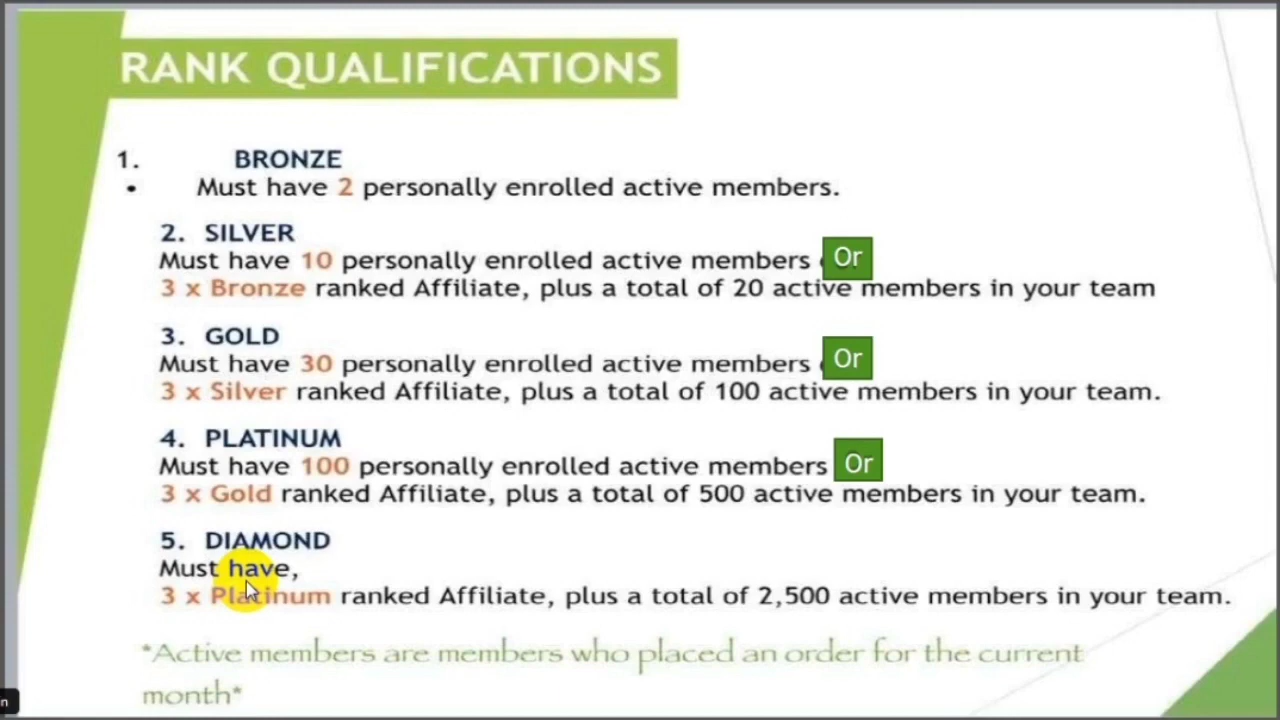 RANK QUALIFICATIONS
1. BRONZE
• Must have 2 personally enrolled active members.
2. SILVER
Must have 10 personally enrolled active members Or
3 x Bronze ranked Affiliate, plus a total of 20 active members in your team
3. GOLD
Must have 30 personally enrolled active members Or
3 x Silver ranked Affiliate, plus a total of 100 active members in your team.
4. PLATINUM
Must have 100 personally enrolled active members Or
3 x Gold ranked Affiliate, plus a total of 500 active members in your team.
5. DIAMOND
Must have,
3 x Platinum ranked Affiliate, plus a total of 2,500 active members in your team.
*Active members are members who placed an order for the current
month*